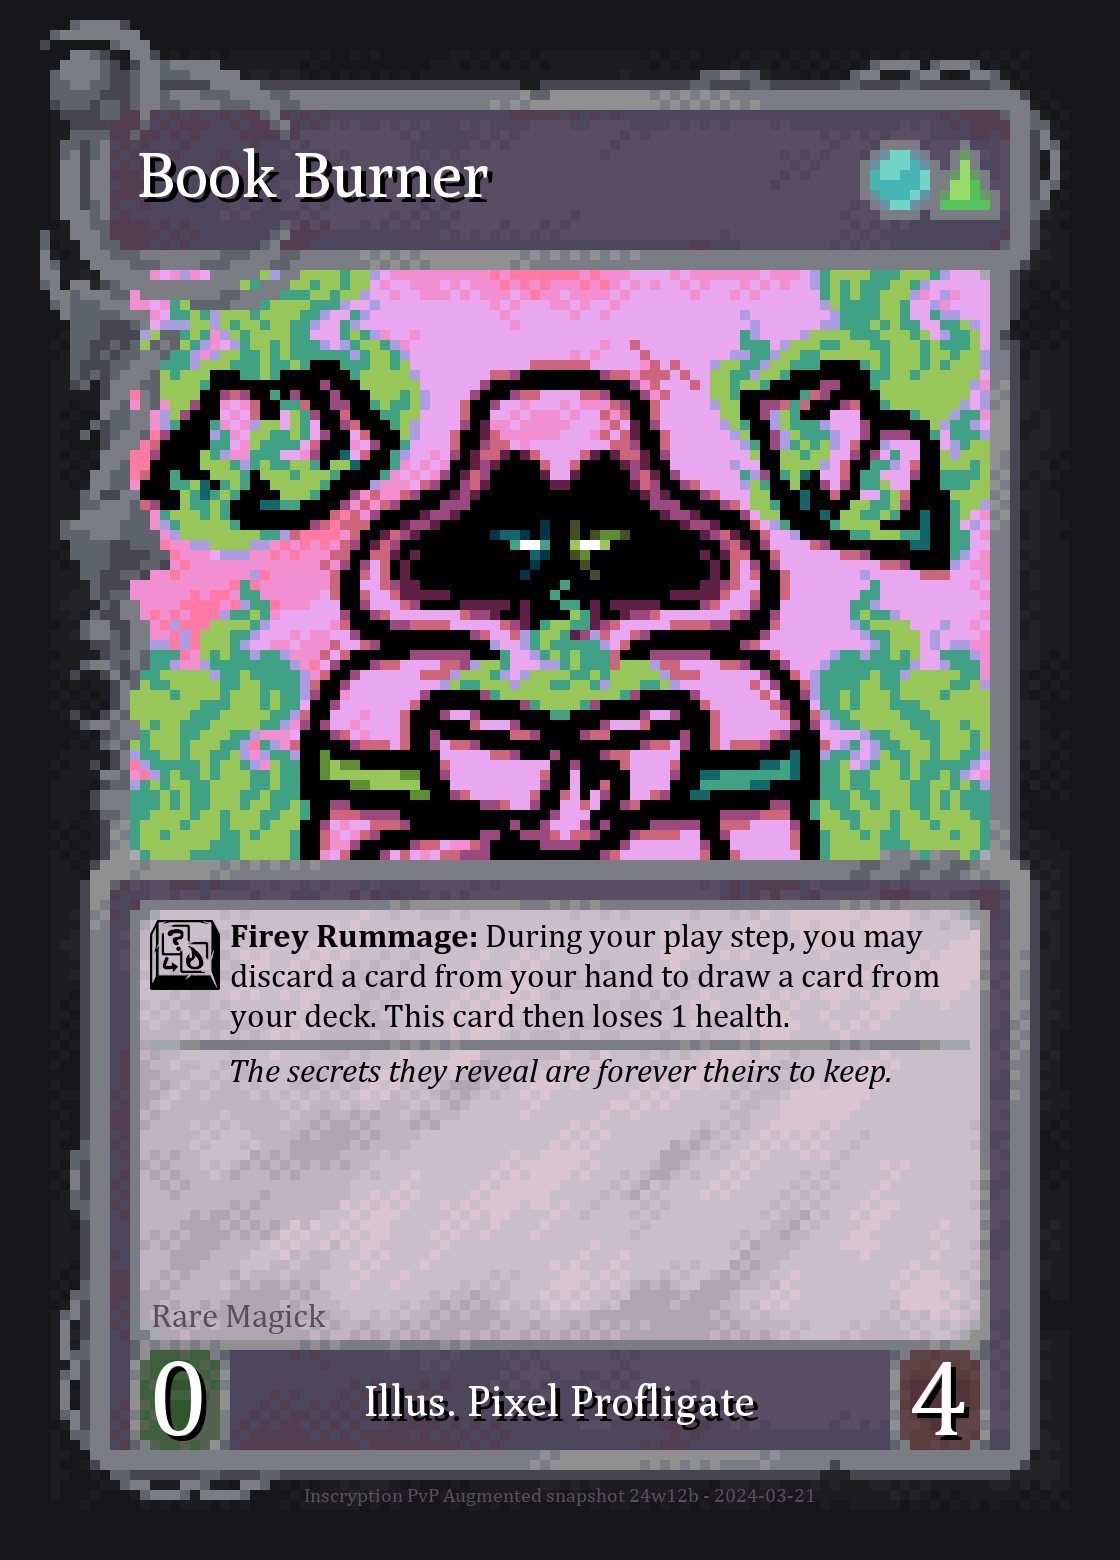 Book Burner
Firey Rummage: During your play step, you may
discard a card from your hand to draw a card from
your deck. This card then loses 1 health.
The secrets they reveal are forever theirs to keep.
Rare Magick
0
Illus. Pixel Profligate
4
Inscryption PvP Augmented snapshot 24w12b - 2024-03-21